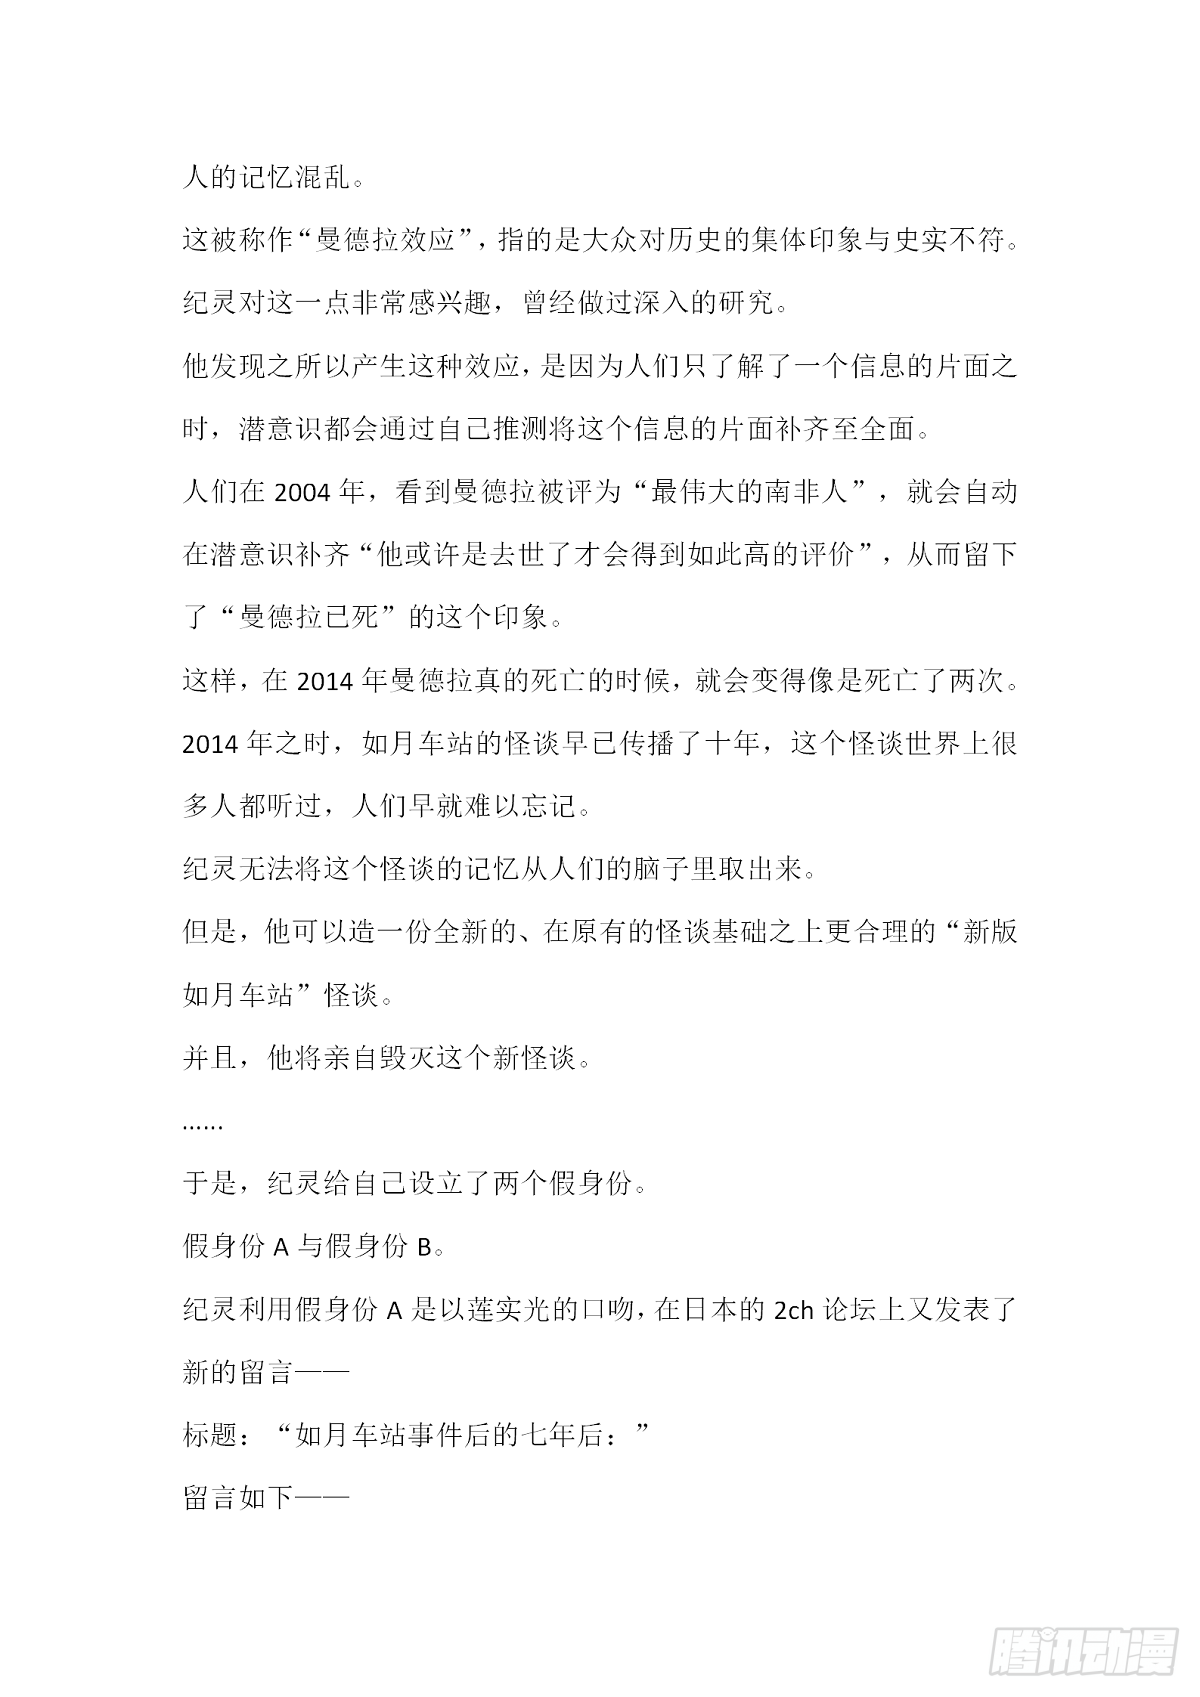 人的记忆混乱。
这被称作“曼德拉效应”，指的是大众对历史的集体印象与史实不符。
纪灵对这一点非常感兴趣，曾经做过深入的研究。
他发现之所以产生这种效应，是因为人们只了解了一个信息的片面之
时，潜意识都会通过自己推测将这个信息的片面补齐至全面。
人们在 2004 年，看到曼德拉被评为“最伟大的南非人”，就会自动
在潜意识补齐“他或许是去世了才会得到如此高的评价”，从而留下
了“曼德拉已死”的这个印象。
这样，在 2014 年曼德拉真的死亡的时候，就会变得像是死亡了两次。
2014 年之时，如月车站的怪谈早已传播了十年，这个怪谈世界上很
多人都听过，人们早就难以忘记。
纪灵无法将这个怪谈的记忆从人们的脑子里取出来。
但是，他可以造一份全新的、在原有的怪谈基础之上更合理的“新版
如月车站”怪谈。
并且，他将亲自毁灭这个新怪谈。
……
于是，纪灵给自己设立了两个假身份。
假身份 A 与假身份 B。
纪灵利用假身份 A 是以莲实光的口吻，在日本的 2ch 论坛上又发表了
新的留言——
标题：“如月车站事件后的七年后：”
留言如下——
腾讯动漫